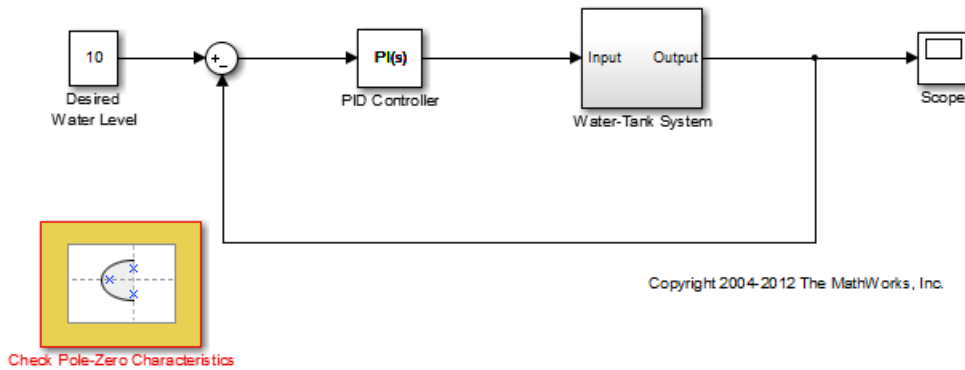 10
Desired
Water Level
+_
PI(s)
PID Controller
Input Output
Water-Tank System
Scope
Copyright 2004-2012 The MathWorks, Inc.
Check Pole-Zero Characteristics